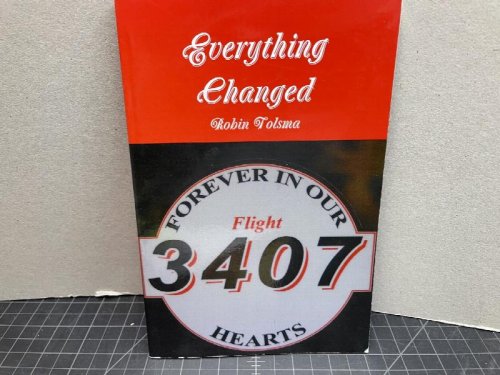 Everything
Changed
Robin Tolsma
FOREVER IN OUR
Flight
3407
HEARTS